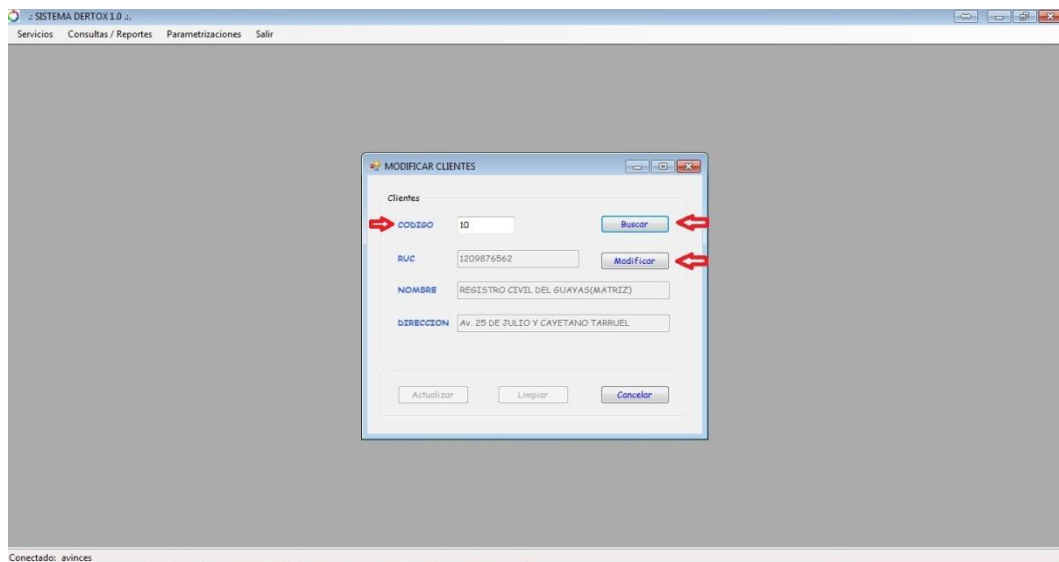 .: SISTEMA DERTOX 1.0 :.
Servicios Consultas / Reportes Parametrizaciones Salir
MODIFICAR CLIENTES
Clientes
CODIGO 10 Buscar
RUC 1209876562 Modificar
NOMBRE REGISTRO CIVIL DEL GUAYAS(MATRIZ)
DIRECCION Av. 25 DE JULIO Y CAYETANO TARRUEL
Actualizar Limpiar Cancelar
Conectado: avinces